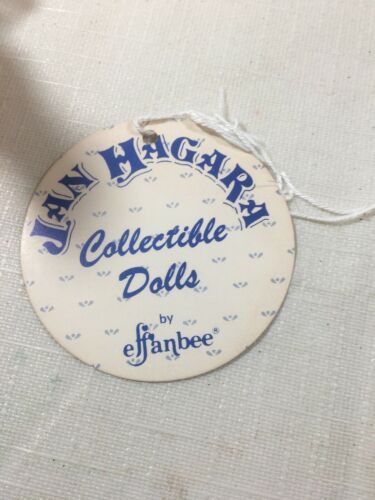 JAN HAGARA
Collectible
Dolls
by
effanbee®